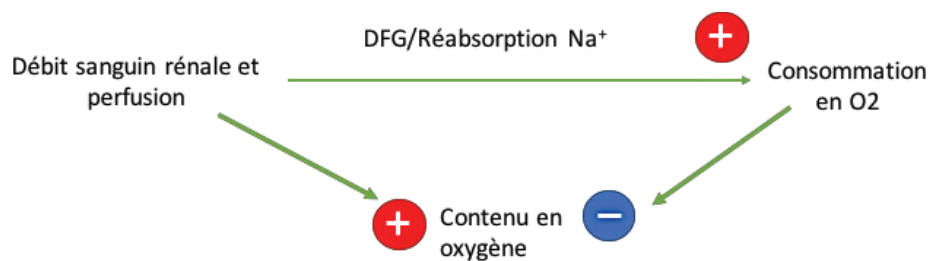 DFG/Réabsorption Na⁺
+
Débit sanguin rénale et
perfusion
Consommation
en O2
+
Contenu en
oxygène
−